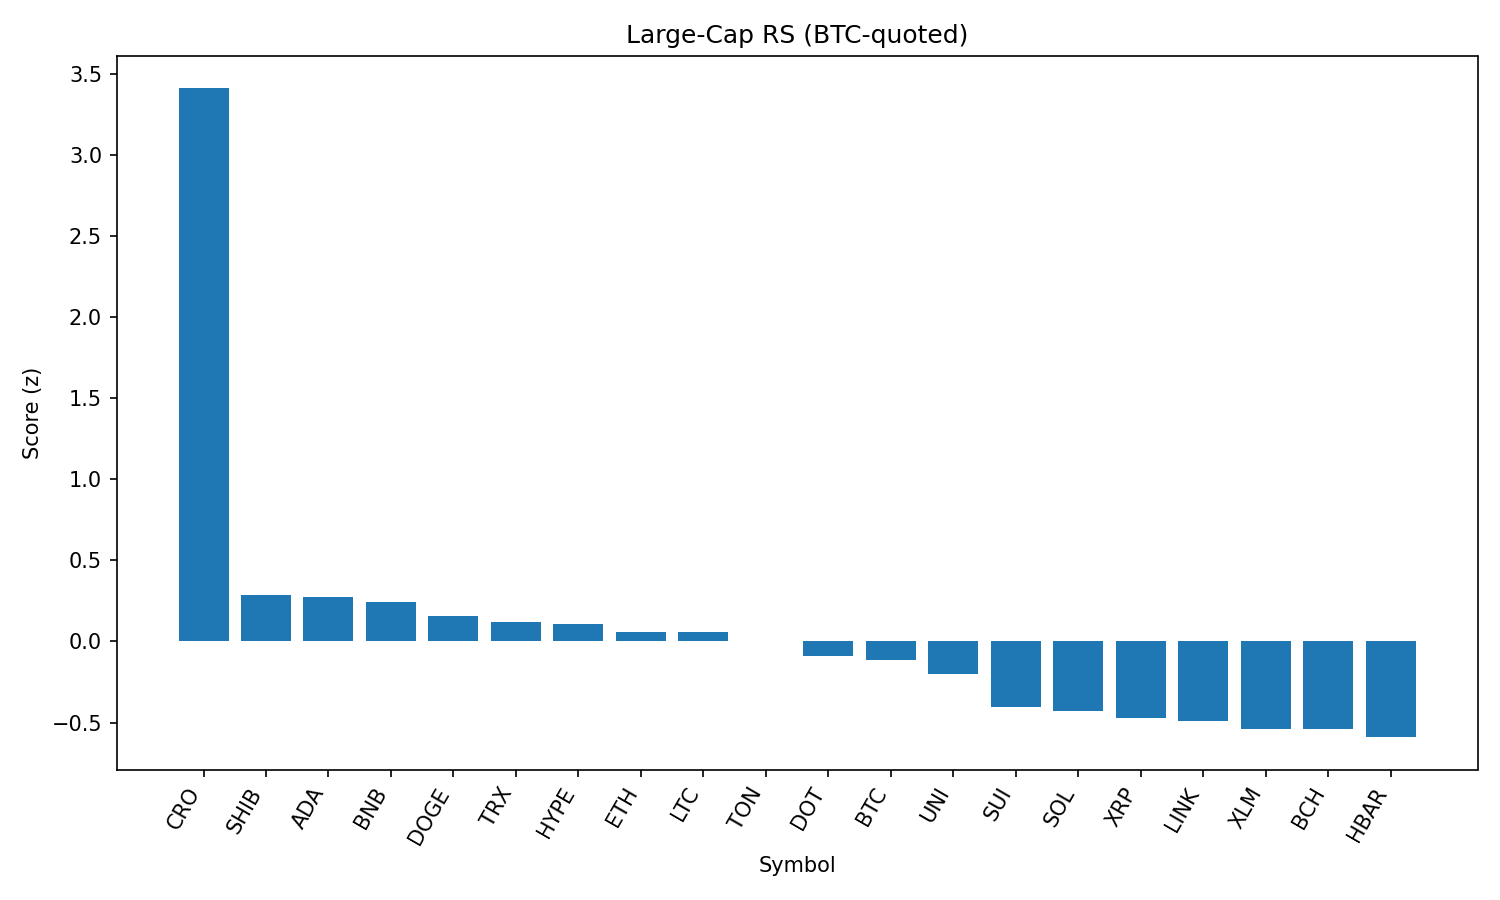 Large-Cap RS (BTC-quoted)
3.5
3.0
2.5
2.0
1.5
1.0
0.5
0.0
−0.5
Score (z)
CRO
SHIB
ADA
BNB
DOGE
TRX
HYPE
ETH
LTC
TON
DOT
BTC
UNI
SUI
SOL
XRP
LINK
XLM
BCH
HBAR
Symbol